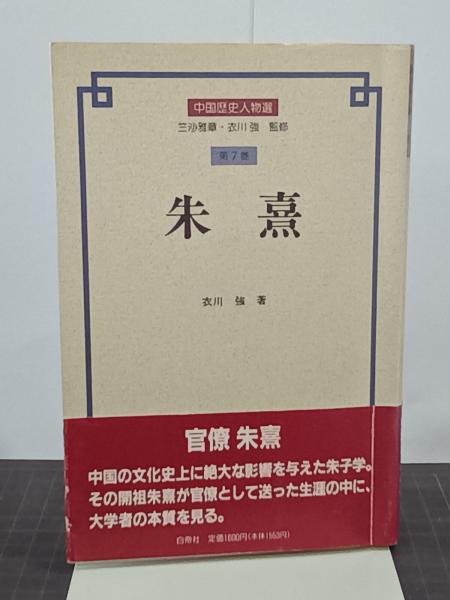 中国歴史人物選
三浦雅章・衣川強 監修
第7巻
朱熹
衣川 強 著
官僚 朱熹
中国の文化史上に絶大な影響を与えた朱子学。
その開祖朱熹が官僚として送った生涯の中に、
大学者の本質を見る。
白帝社 定価1600円(本体1553円)